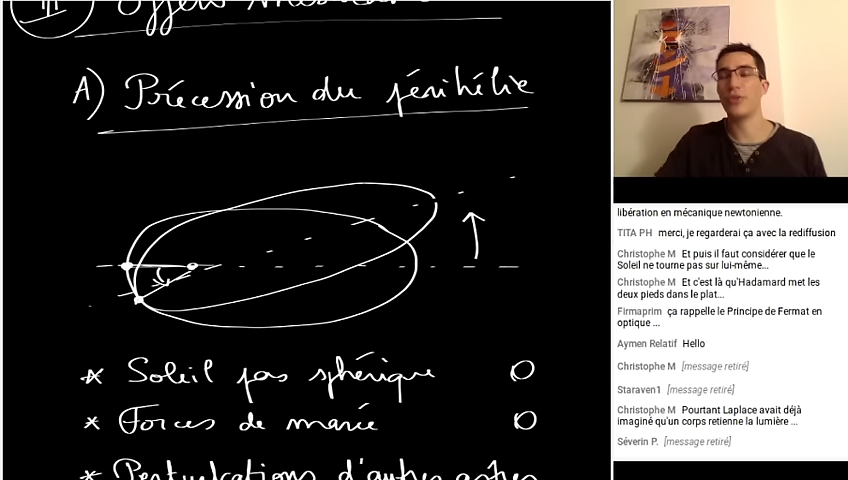 A) Précession du périhélie
* Soleil pas sphérique O
* Forces de marée O
* Perturbations d'autres astres
libération en mécanique newtonienne.
TITA PH merci, je regarderai ça avec la rediffusion
Christophe M Et puis il faut considérer que le
Soleil ne tourne pas sur lui-même...
Christophe M Et c'est là qu'Hadamard met les
deux pieds dans le plat...
Firmaprim ça rappelle le Principe de Fermat en
optique ...
Aymen Relatif Hello
Christophe M [message retiré]
Staraven1 [message retiré]
Christophe M Pourtant Laplace avait déjà
imaginé qu'un corps retienne la lumière ...
Séverin P. [message retiré]